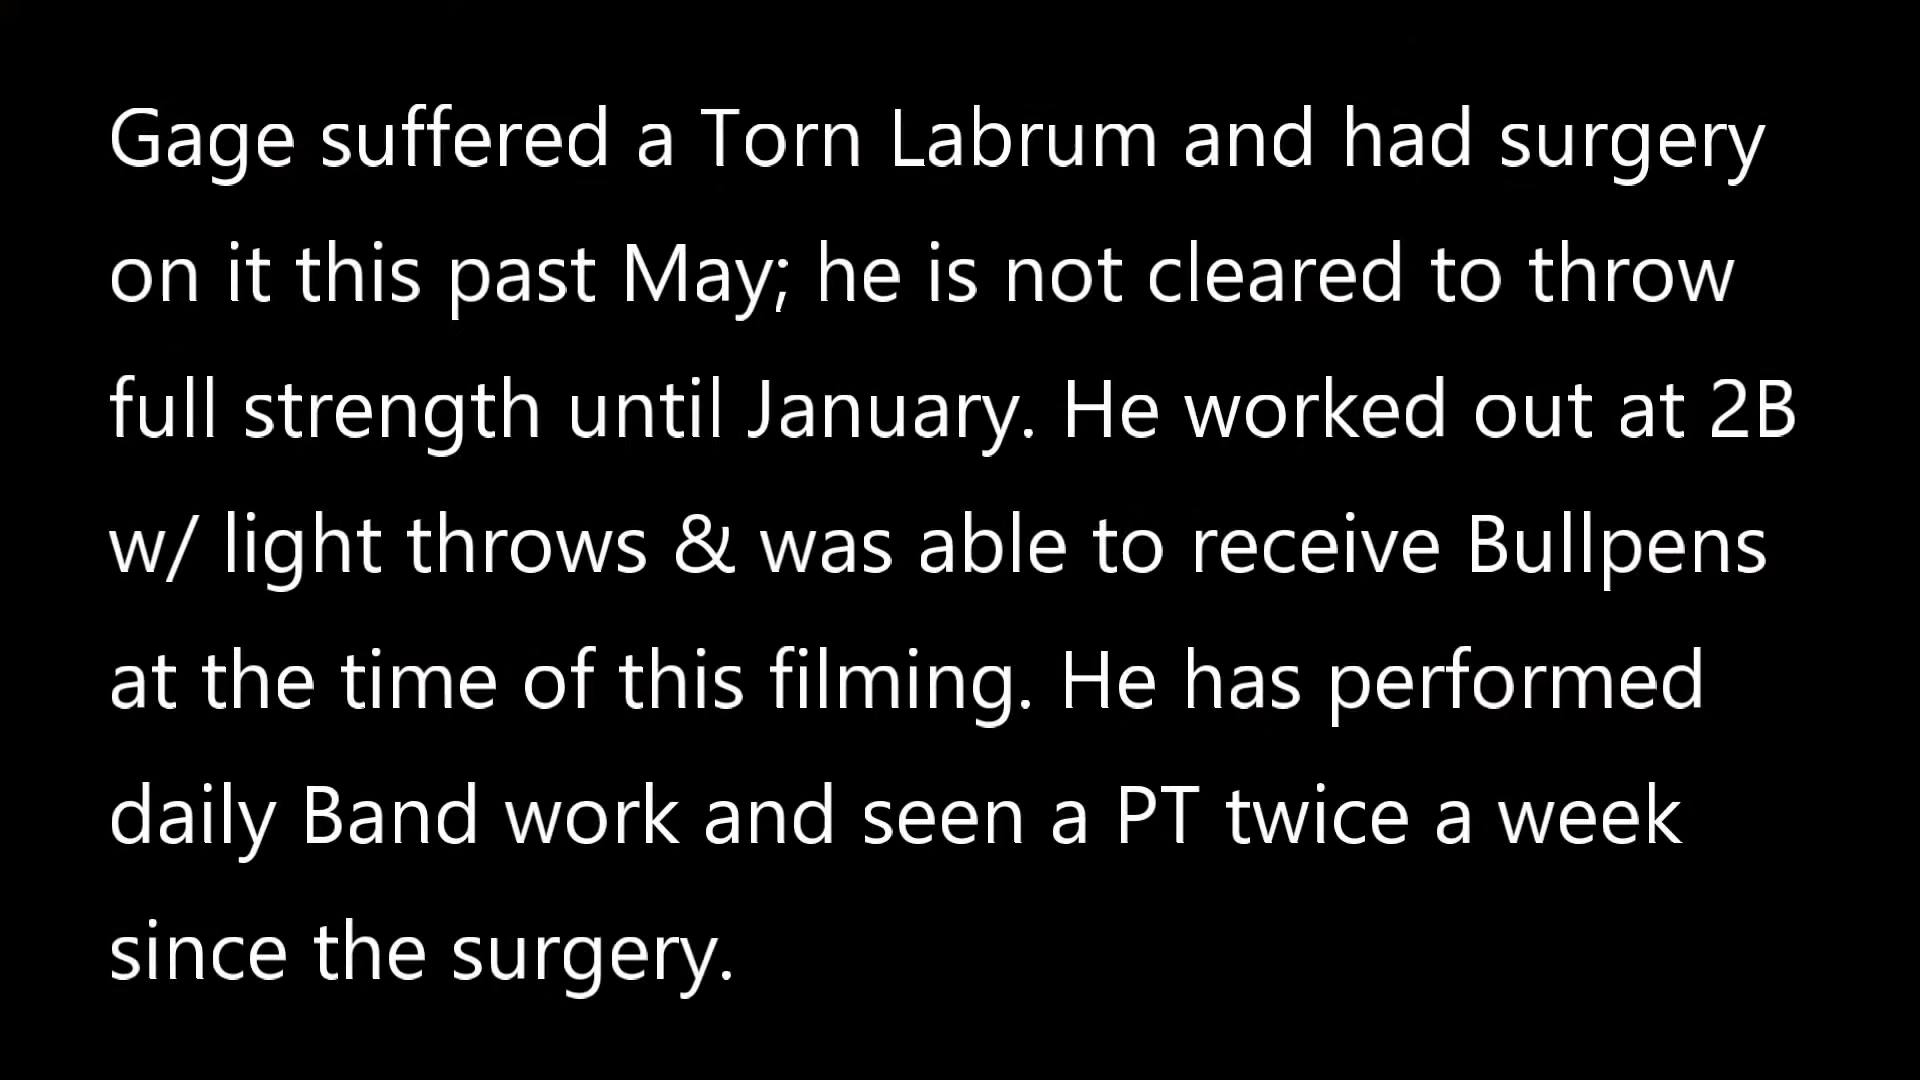 Gage suffered a Torn Labrum and had surgery
on it this past May; he is not cleared to throw
full strength until January. He worked out at 2B
w/ light throws & was able to receive Bullpens
at the time of this filming. He has performed
daily Band work and seen a PT twice a week
since the surgery.